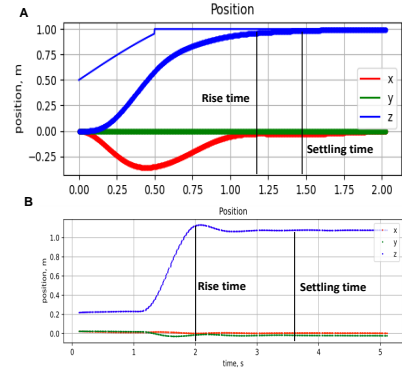 A
Position
1.00
0.75
0.50
0.25
0.00
−0.25
position, m
x
y
z
Rise time
Settling time
0.00 0.25 0.50 0.75 1.00 1.25 1.50 1.75 2.00
B
Position
1.0
0.8
0.6
0.4
0.2
0.0
position, m
x
y
z
Rise time
Settling time
0 1 2 3 4 5
time, s